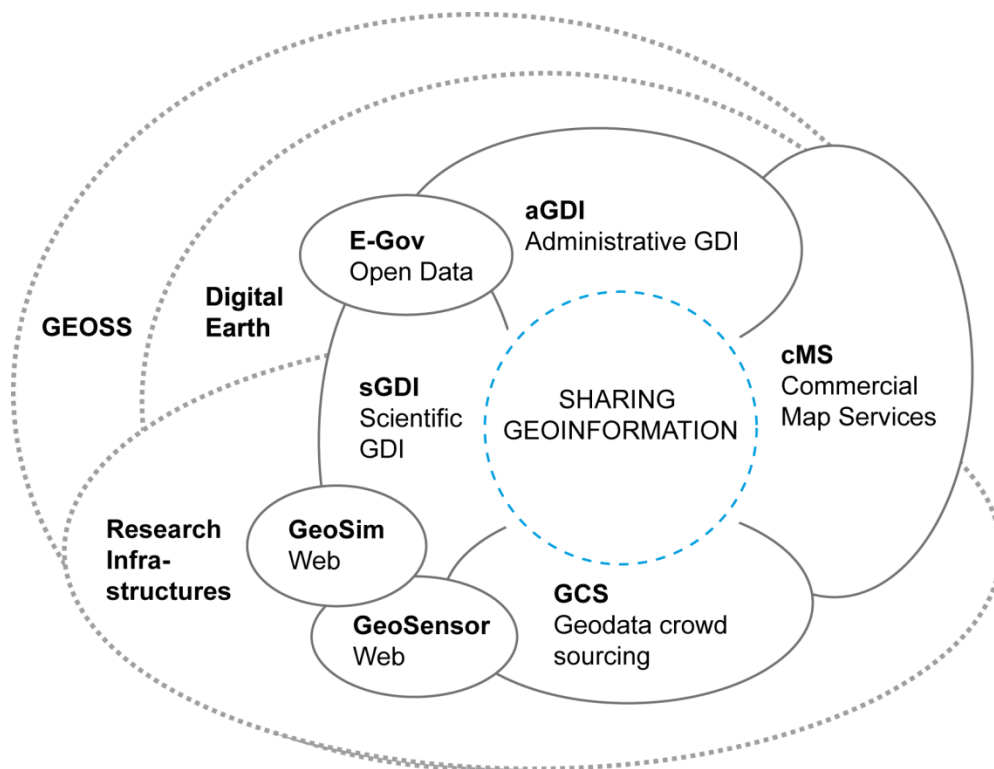 E-Gov
Open Data
aGDI
Administrative GDI
GEOSS
Digital
Earth
cMS
Commercial
Map Services
sGDI
Scientific
GDI
SHARING
GEOINFORMATION
Research
Infra-
structures
GeoSim
Web
GeoSensor
Web
GCS
Geodata crowd
sourcing